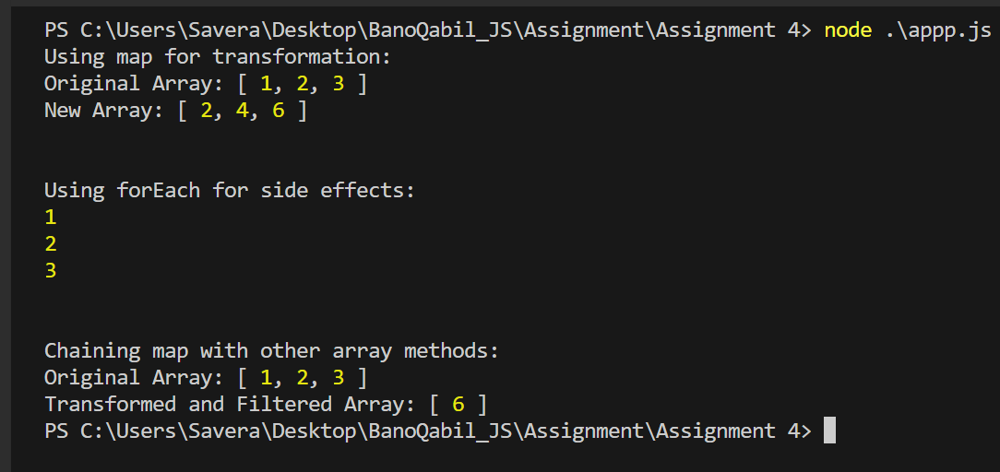 PS C:\Users\Savera\Desktop\BanoQabil_JS\Assignment\Assignment 4> node .\appp.js
Using map for transformation:
Original Array: [ 1, 2, 3 ]
New Array: [ 2, 4, 6 ]
Using forEach for side effects:
1
2
3
Chaining map with other array methods:
Original Array: [ 1, 2, 3 ]
Transformed and Filtered Array: [ 6 ]
PS C:\Users\Savera\Desktop\BanoQabil_JS\Assignment\Assignment 4>